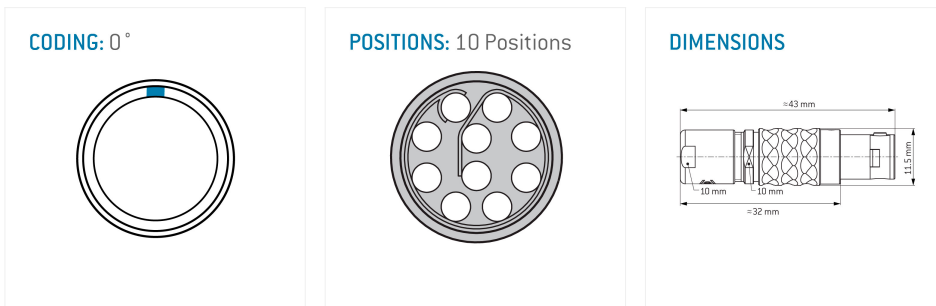 CODING: 0°
POSITIONS: 10 Positions
DIMENSIONS
≈43 mm
11.5 mm
10 mm
10 mm
≈32 mm